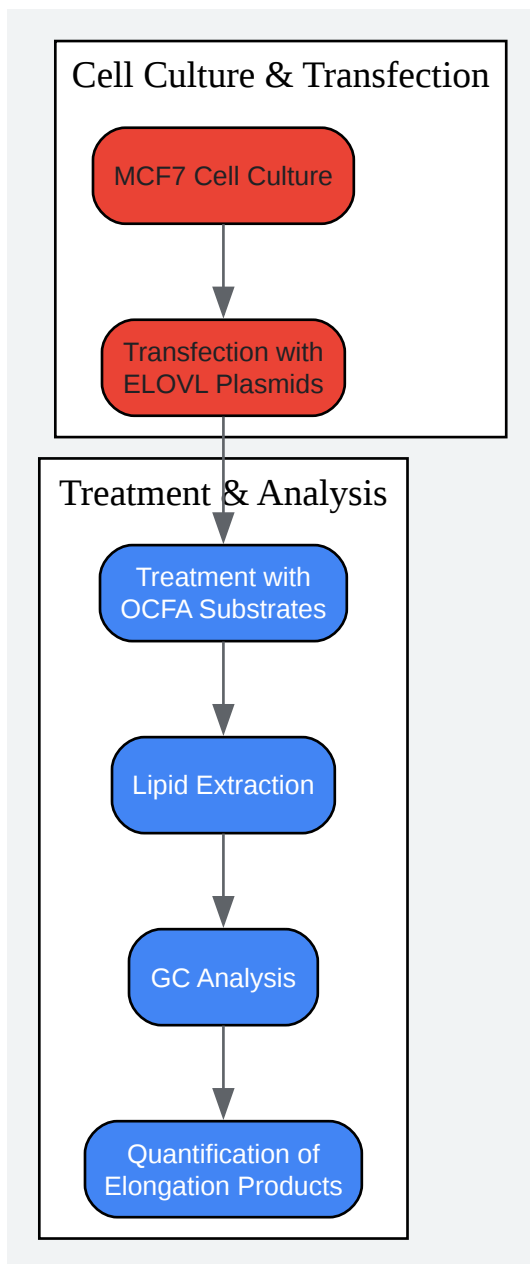 Cell Culture & Transfection
MCF7 Cell Culture
Transfection with
ELOVL Plasmids
Treatment & Analysis
Treatment with
OCFA Substrates
Lipid Extraction
GC Analysis
Quantification of
Elongation Products